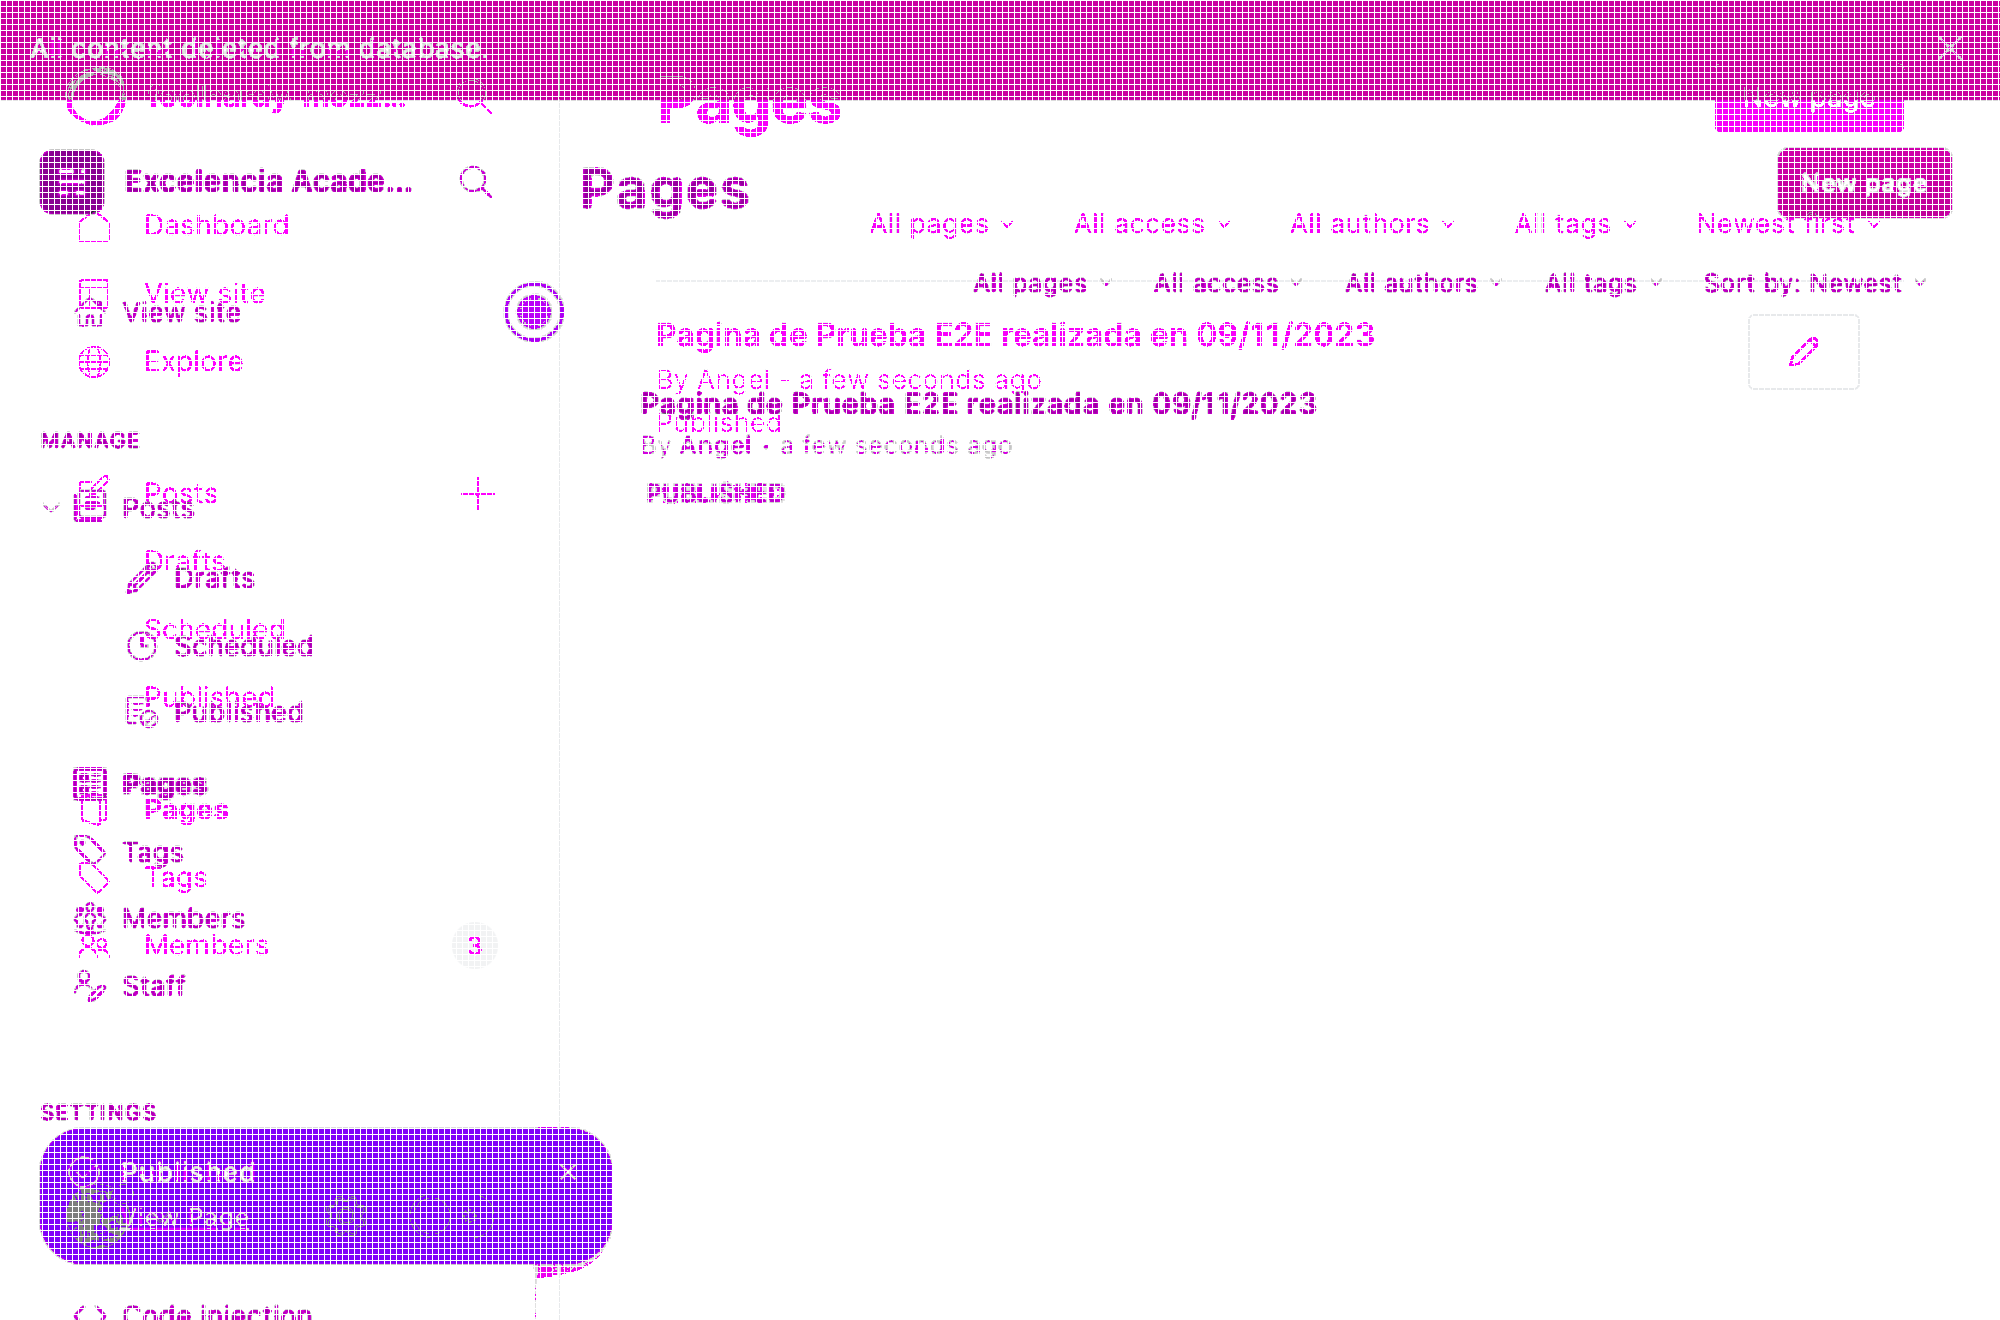 All content deleted from database.
Pages
New page
Excelencia Acade...
Pages
New page
Dashboard
All pages All access All authors All tags Newest first
View site
All pages All access All authors All tags Sort by: Newest
View site
Pagina de Prueba E2E realizada en 09/11/2023
Explore
By Angel - a few seconds ago
Pagina de Prueba E2E realizada en 09/11/2023
Published
MANAGE
By Angel • a few seconds ago
Posts
PUBLISHED
Posts
Drafts
Drafts
Scheduled
Scheduled
Published
Published
Pages
Pages
Tags
Tags
Members
Members 3
Staff
SETTINGS
Published
View Page
Code injection